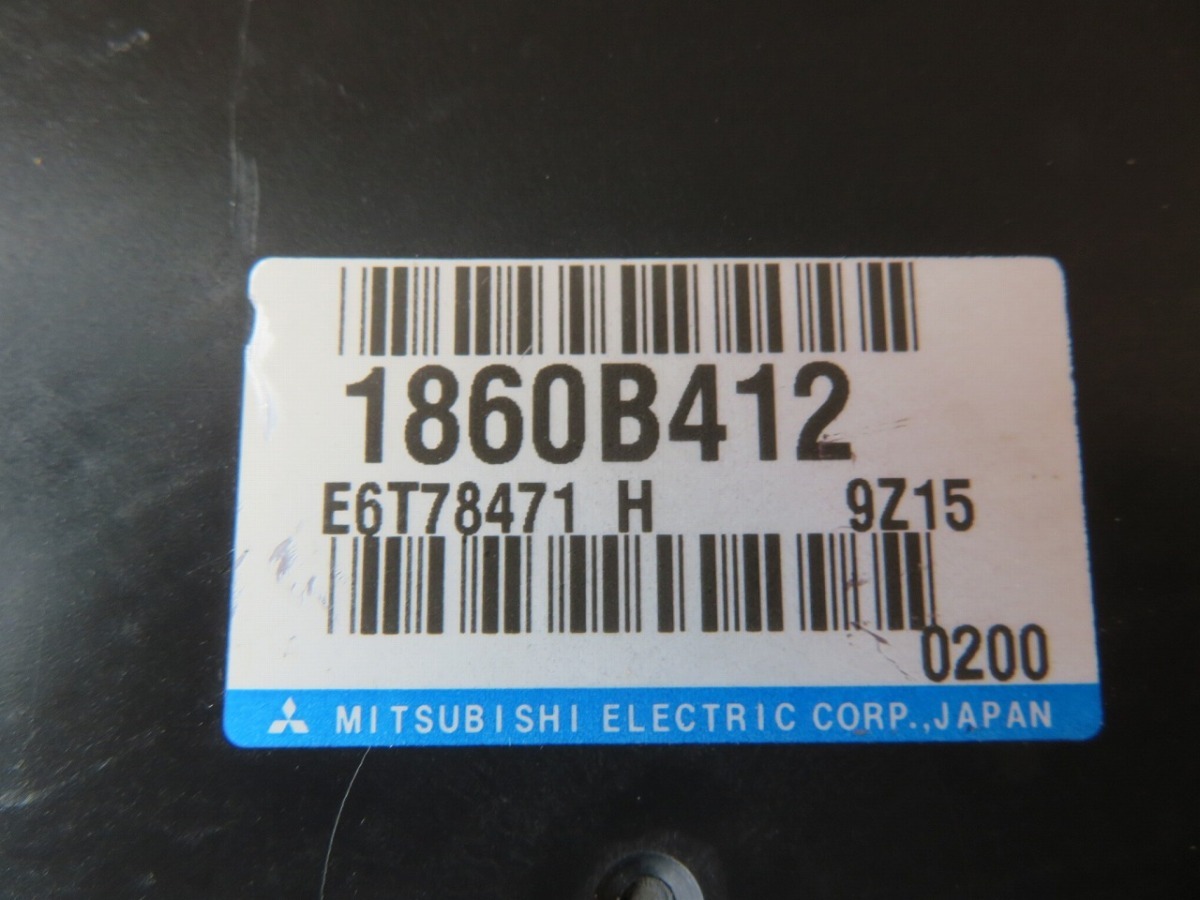 1860B412
E6T78471 H 9Z15
0200
MITSUBISHI ELECTRIC CORP.,JAPAN